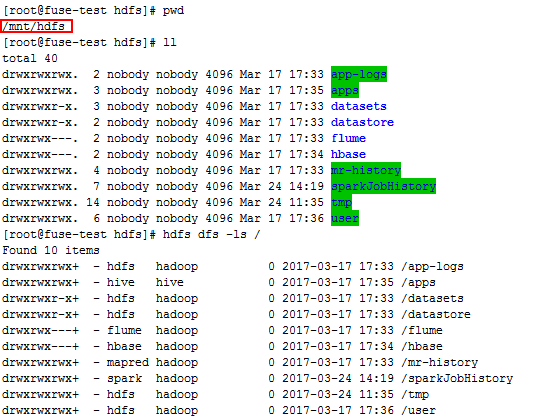 [root@fuse-test hdfs]# pwd
/mnt/hdfs
[root@fuse-test hdfs]# ll
total 40
drwxrwxrwx.  2 nobody nobody 4096 Mar 17 17:33 app-logs
drwxrwxrwx.  3 nobody nobody 4096 Mar 17 17:35 apps
drwxrwxr-x.  3 nobody nobody 4096 Mar 17 17:33 datasets
drwxrwxr-x.  2 nobody nobody 4096 Mar 17 17:33 datastore
drwxrwx---.  2 nobody nobody 4096 Mar 17 17:33 flume
drwxrwx---.  2 nobody nobody 4096 Mar 17 17:34 hbase
drwxrwxrwx.  4 nobody nobody 4096 Mar 17 17:33 mr-history
drwxrwxrwx.  7 nobody nobody 4096 Mar 24 14:19 sparkJobHistory
drwxrwxrwx. 14 nobody nobody 4096 Mar 24 11:35 tmp
drwxrwxrwx.  6 nobody nobody 4096 Mar 17 17:36 user
[root@fuse-test hdfs]# hdfs dfs -ls /
Found 10 items
drwxrwxrwx+  - hdfs   hadoop          0 2017-03-17 17:33 /app-logs
drwxrwxrwx+  - hive   hive            0 2017-03-17 17:35 /apps
drwxrwxr-x+  - hdfs   hadoop          0 2017-03-17 17:33 /datasets
drwxrwxr-x+  - hdfs   hadoop          0 2017-03-17 17:33 /datastore
drwxrwx---+  - flume  hadoop          0 2017-03-17 17:33 /flume
drwxrwx---+  - hbase  hadoop          0 2017-03-17 17:34 /hbase
drwxrwxrwx+  - mapred hadoop          0 2017-03-17 17:33 /mr-history
drwxrwxrwx+  - spark  hadoop          0 2017-03-24 14:19 /sparkJobHistory
drwxrwxrwx+  - hdfs   hadoop          0 2017-03-24 11:35 /tmp
drwxrwxrwx+  - hdfs   hadoop          0 2017-03-17 17:36 /user